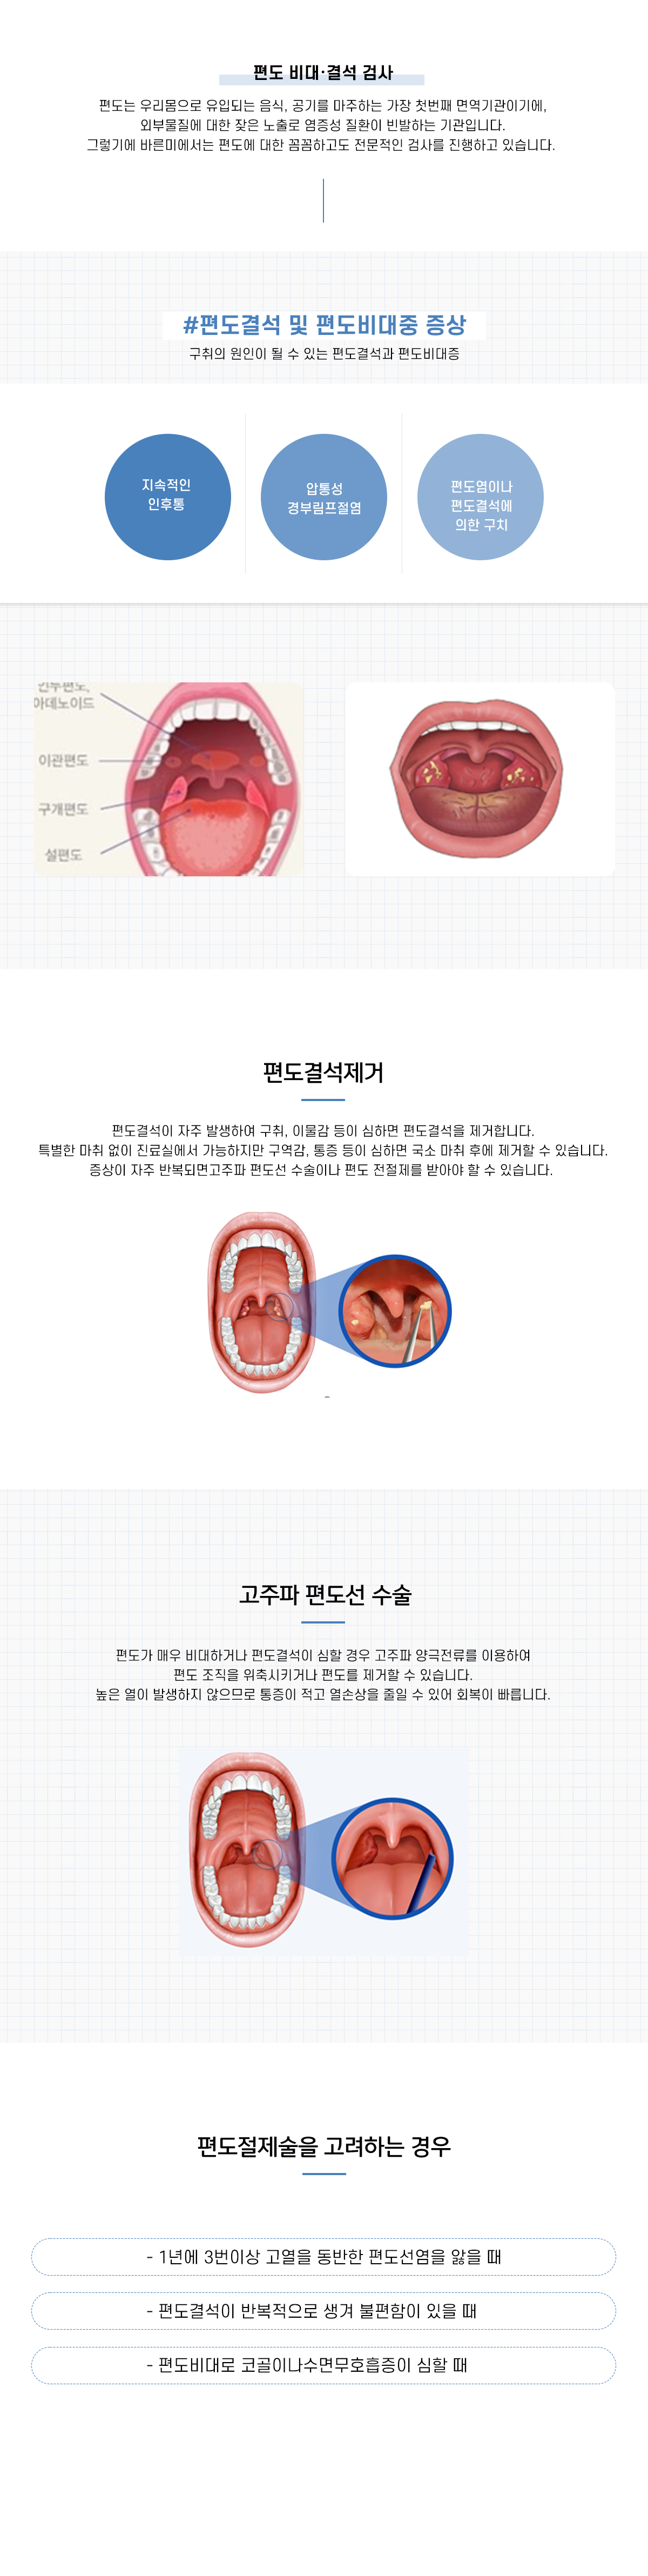 편도 비대·결석 검사
편도는 우리몸으로 유입되는 음식, 공기를 마주하는 가장 첫번째 면역기관이기에,
외부물질에 대한 잦은 노출로 염증성 질환이 빈발하는 기관입니다.
그렇기에 바른미에서는 편도에 대한 꼼꼼하고도 전문적인 검사를 진행하고 있습니다.
#편도결석 및 편도비대중 증상
구취의 원인이 될 수 있는 편도결석과 편도비대증
지속적인
인후통
압통성
경부림프절염
편도염이나
편도결석에
의한 구치
인두편도,
아데노이드
이관편도
구개편도
설편도
편도결석제거
편도결석이 자주 발생하여 구취, 이물감 등이 심하면 편도결석을 제거합니다.
특별한 마취 없이 진료실에서 가능하지만 구역감, 통증 등이 심하면 국소 마취 후에 제거할 수 있습니다.
증상이 자주 반복되면고주파 편도선 수술이나 편도 전절제를 받아야 할 수 있습니다.
고주파 편도선 수술
편도가 매우 비대하거나 편도결석이 심할 경우 고주파 양극전류를 이용하여
편도 조직을 위축시키거나 편도를 제거할 수 있습니다.
높은 열이 발생하지 않으므로 통증이 적고 열손상을 줄일 수 있어 회복이 빠릅니다.
편도절제술을 고려하는 경우
- 1년에 3번이상 고열을 동반한 편도선염을 앓을 때
- 편도결석이 반복적으로 생겨 불편함이 있을 때
- 편도비대로 코골이나수면무호흡증이 심할 때